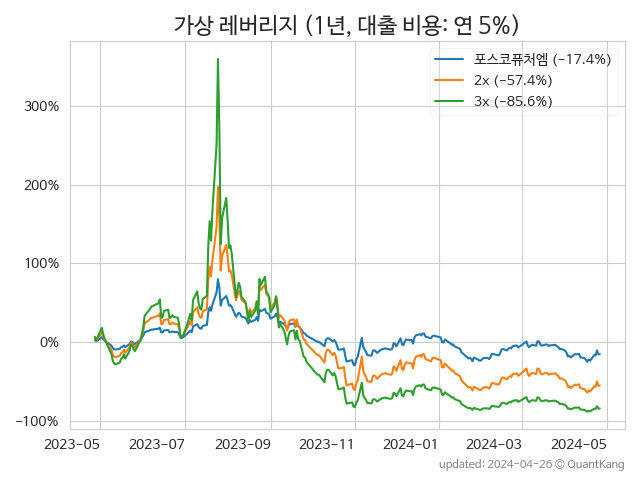 가상 레버리지 (1년, 대출 비용: 연 5%)
포스코퓨처엠 (-17.4%)
2x (-57.4%)
3x (-85.6%)
300%
200%
100%
0%
-100%
2023-05 2023-07 2023-09 2023-11 2024-01 2024-03 2024-05
updated: 2024-04-26 © QuantKang